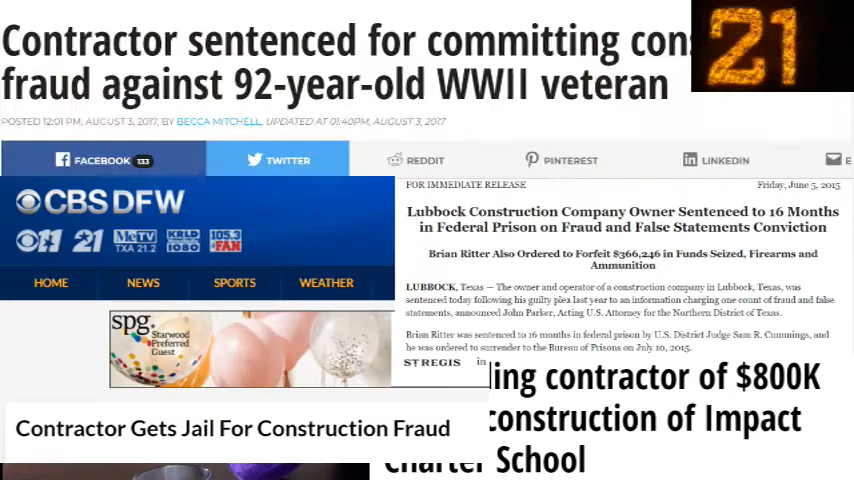 Contractor sentenced for committing cons
21
fraud against 92-year-old WWII veteran
POSTED 12:01 PM, AUGUST 3, 2017, BY BECCA MITCHELL, UPDATED AT 01:40PM, AUGUST 3, 2017
FACEBOOK 133
TWITTER
REDDIT
PINTEREST
LINKEDIN
E
CBS DFW
11 21 MeTV TXA 21.2 KRLD 1080 105.3 THE FAN
HOME NEWS SPORTS WEATHER
spg.
Starwood
Preferred
Guest
Contractor Gets Jail For Construction Fraud
FOR IMMEDIATE RELEASE
Friday, June 5, 2015
Lubbock Construction Company Owner Sentenced to 16 Months
in Federal Prison on Fraud and False Statements Conviction
Brian Ritter Also Ordered to Forfeit $366,246 in Funds Seized, Firearms and
Ammunition
LUBBOCK, Texas — The owner and operator of a construction company in Lubbock, Texas, was
sentenced today following his guilty plea last year to an information charging one count of fraud and false
statements, announced John Parker, Acting U.S. Attorney for the Northern District of Texas.
Brian Ritter was sentenced to 16 months in federal prison by U.S. District Judge Sam R. Cummings, and
he was ordered to surrender to the Bureau of Prisons on July 10, 2015.
ST REGIS
in
ing contractor of $800K
construction of Impact
Charter School